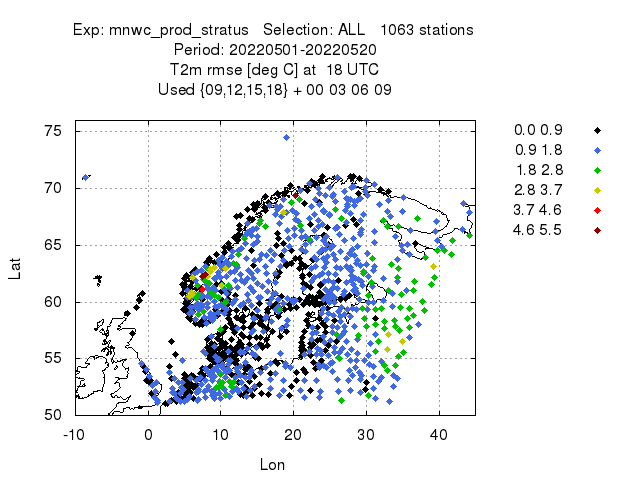 Exp: mnwc_prod_stratus   Selection: ALL   1063 stations
Period: 20220501-20220520
T2m rmse [deg C] at  18 UTC
Used {09,12,15,18} + 00 03 06 09
0.0 0.9
0.9 1.8
1.8 2.8
2.8 3.7
3.7 4.6
4.6 5.5
75
70
65
60
55
50
Lat
-10 0 10 20 30 40
Lon